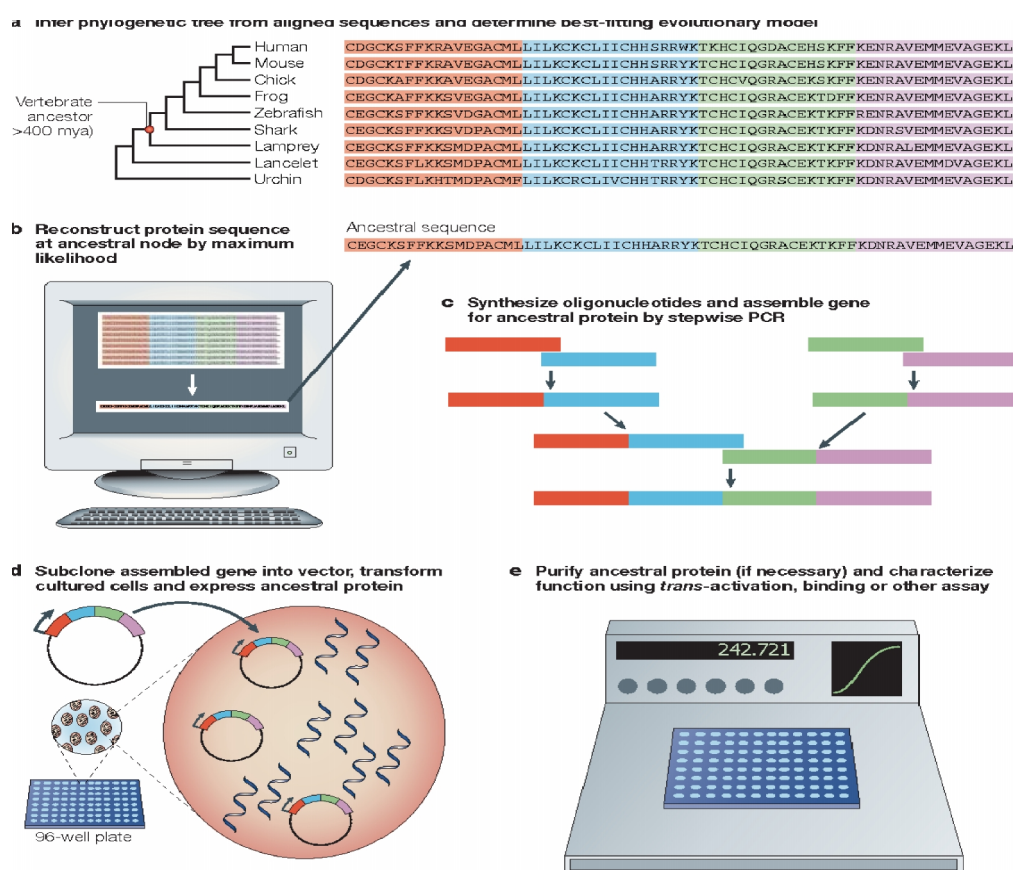 a Infer phylogenetic tree from aligned sequences and determine best-fitting evolutionary model
Human CDGCKSFFKRAVEGACMLLILKCKCLIICHHSRRWKTKHCIQGDACEHSKFFKENRAVEMMEVAGEKL
Mouse CDGCKTFFKRAVEGACMLLILKCKCLIICHHSRRYKTCHCIQGRACEHSKFFKENRAVEMMEVAGEKL
Chick CDGCKAFFKKAVEGACMLLILKCKCLIICHHARRYKTCHCVQGRACEKSKFFKENRAVEMMEVAGEKL
Frog CEGCKAFFKKSVEGACMLLILKCKCLIICHHARRYKTCHCIQGRACEKTDFFKENRAVEMMEVAGEKL
Zebrafish CEGCKSFFKKSVDGACMLLILKCKCLIICHHARRYKTCHCIQGRACEKSRFFKRENSAVEMMEVAGEKL
Shark CEGCKSFFKKSVDPACMLLILKCKCLIICHHARRYKTCHCIQGRACEKTKFFKDNRSVEMMEVAGEKL
Lamprey CEGCKSFFKKSMDPACMLLILKCKCLIICHHARRYKTCHCIQGRACEKTKFFKDNRALEMMEVAGEKL
Lancelet CEGCKSFLKKSMDPACMLLILKCKCLIICHHTRRYKTCHCIQGRACEKTKFFKDNRAVEMMDVAGEKL
Urchin CDGCKSFLKHTMDPACMFLILKCRCLIVCHHTRRYKTCHCIQGRSCEKTKFFKDNRAVEMMEVAGEKL
Vertebrate
ancestor
>400 mya)
b Reconstruct protein sequence
at ancestral node by maximum
likelihood
Ancestral sequence
CEGCKSFFKKSMDPACMLLILKCKCLIICHHARRYKTCHCIQGRACEKTKFFKDNRAVEMMEVAGEKL
c Synthesize oligonucleotides and assemble gene
for ancestral protein by stepwise PCR
d Subclone assembled gene into vector, transform
cultured cells and express ancestral protein
96-well plate
e Purify ancestral protein (if necessary) and characterize
function using trans-activation, binding or other assay
242.721